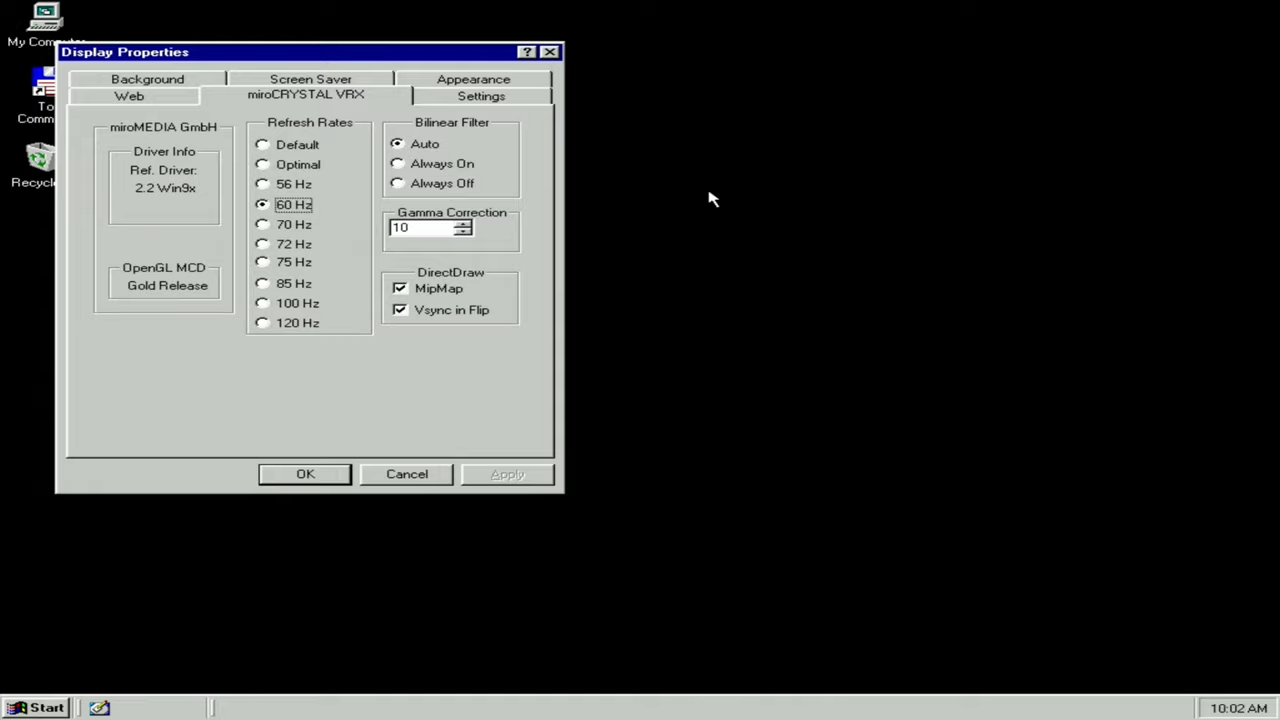 My Computer
To
Comm
Recycle
Display Properties
Background
Screen Saver
Appearance
Web
miroCRYSTAL VRX
Settings
miroMEDIA GmbH
Driver Info
Ref. Driver:
2.2 Win9x
OpenGL MCD
Gold Release
Refresh Rates
Default
Optimal
56 Hz
60 Hz
70 Hz
72 Hz
75 Hz
85 Hz
100 Hz
120 Hz
Bilinear Filter
Auto
Always On
Always Off
Gamma Correction
10
DirectDraw
MipMap
Vsync in Flip
OK
Cancel
Apply
Start
10:02 AM